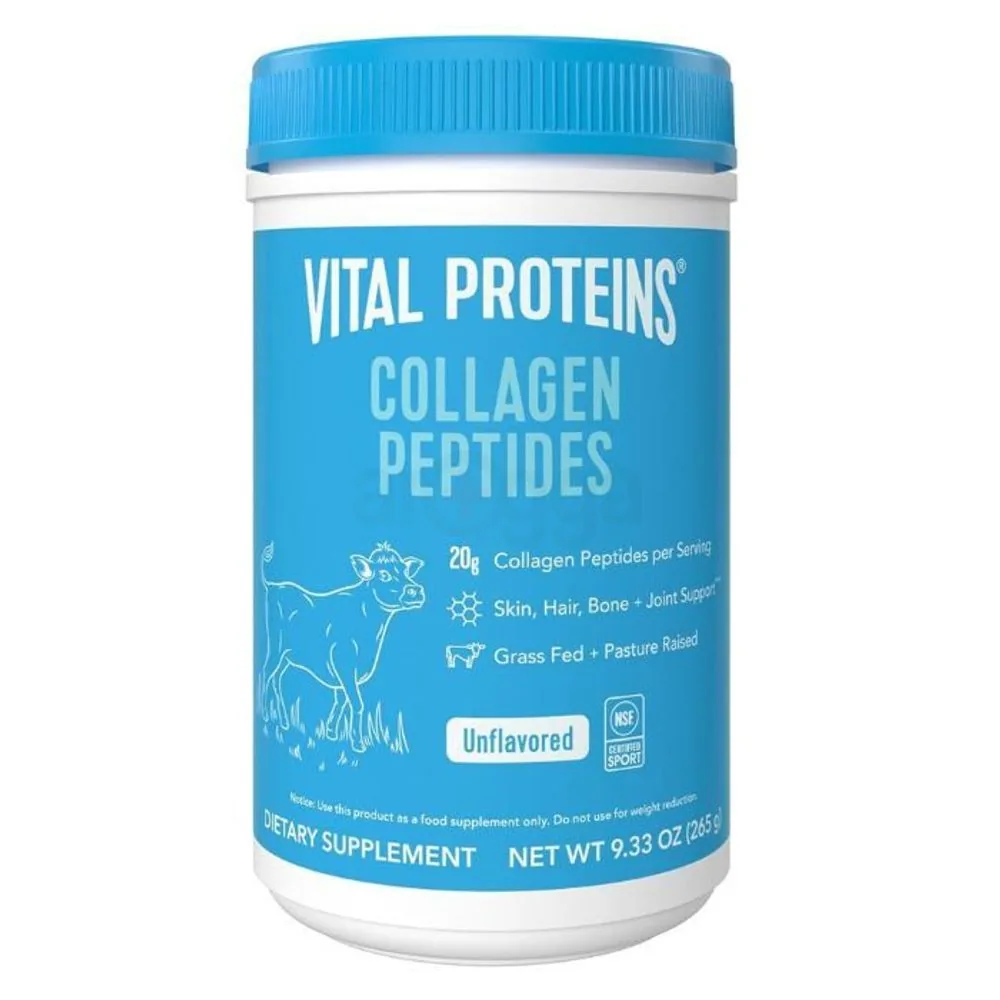 VITAL PROTEINS®
COLLAGEN
PEPTIDES
20g Collagen Peptides per Serving
Skin, Hair, Bone + Joint Support
Grass Fed + Pasture Raised
Unflavored
NSF
CERTIFIED
SPORT
Notice: Use this product as a food supplement only. Do not use for weight reduction.
DIETARY SUPPLEMENT NET WT 9.33 OZ (265 g)